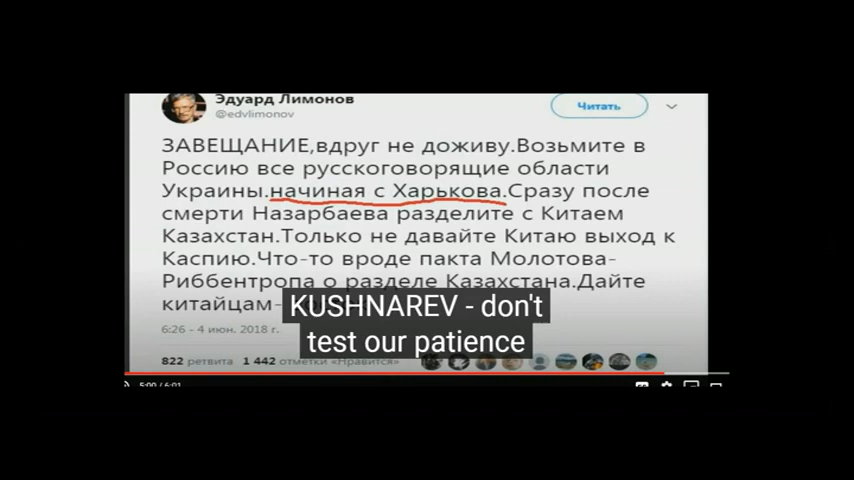 Эдуард Лимонов
@edvlimonov
Читать
ЗАВЕЩАНИЕ,вдруг не доживу.Возьмите в
Россию все русскоговорящие области
Украины.начиная с Харькова.Сразу после
смерти Назарбаева разделите с Китаем
Казахстан.Только не давайте Китаю выход к
Каспию.Что-то вроде пакта Молотова-
Риббентропа о разделе Казахстана.Дайте
китайцам-
KUSHNAREV - don't
test our patience
6:26 - 4 июн. 2018 г.
822 ретвита 1 442 отметки «Нравится»
5:00 / 6:01